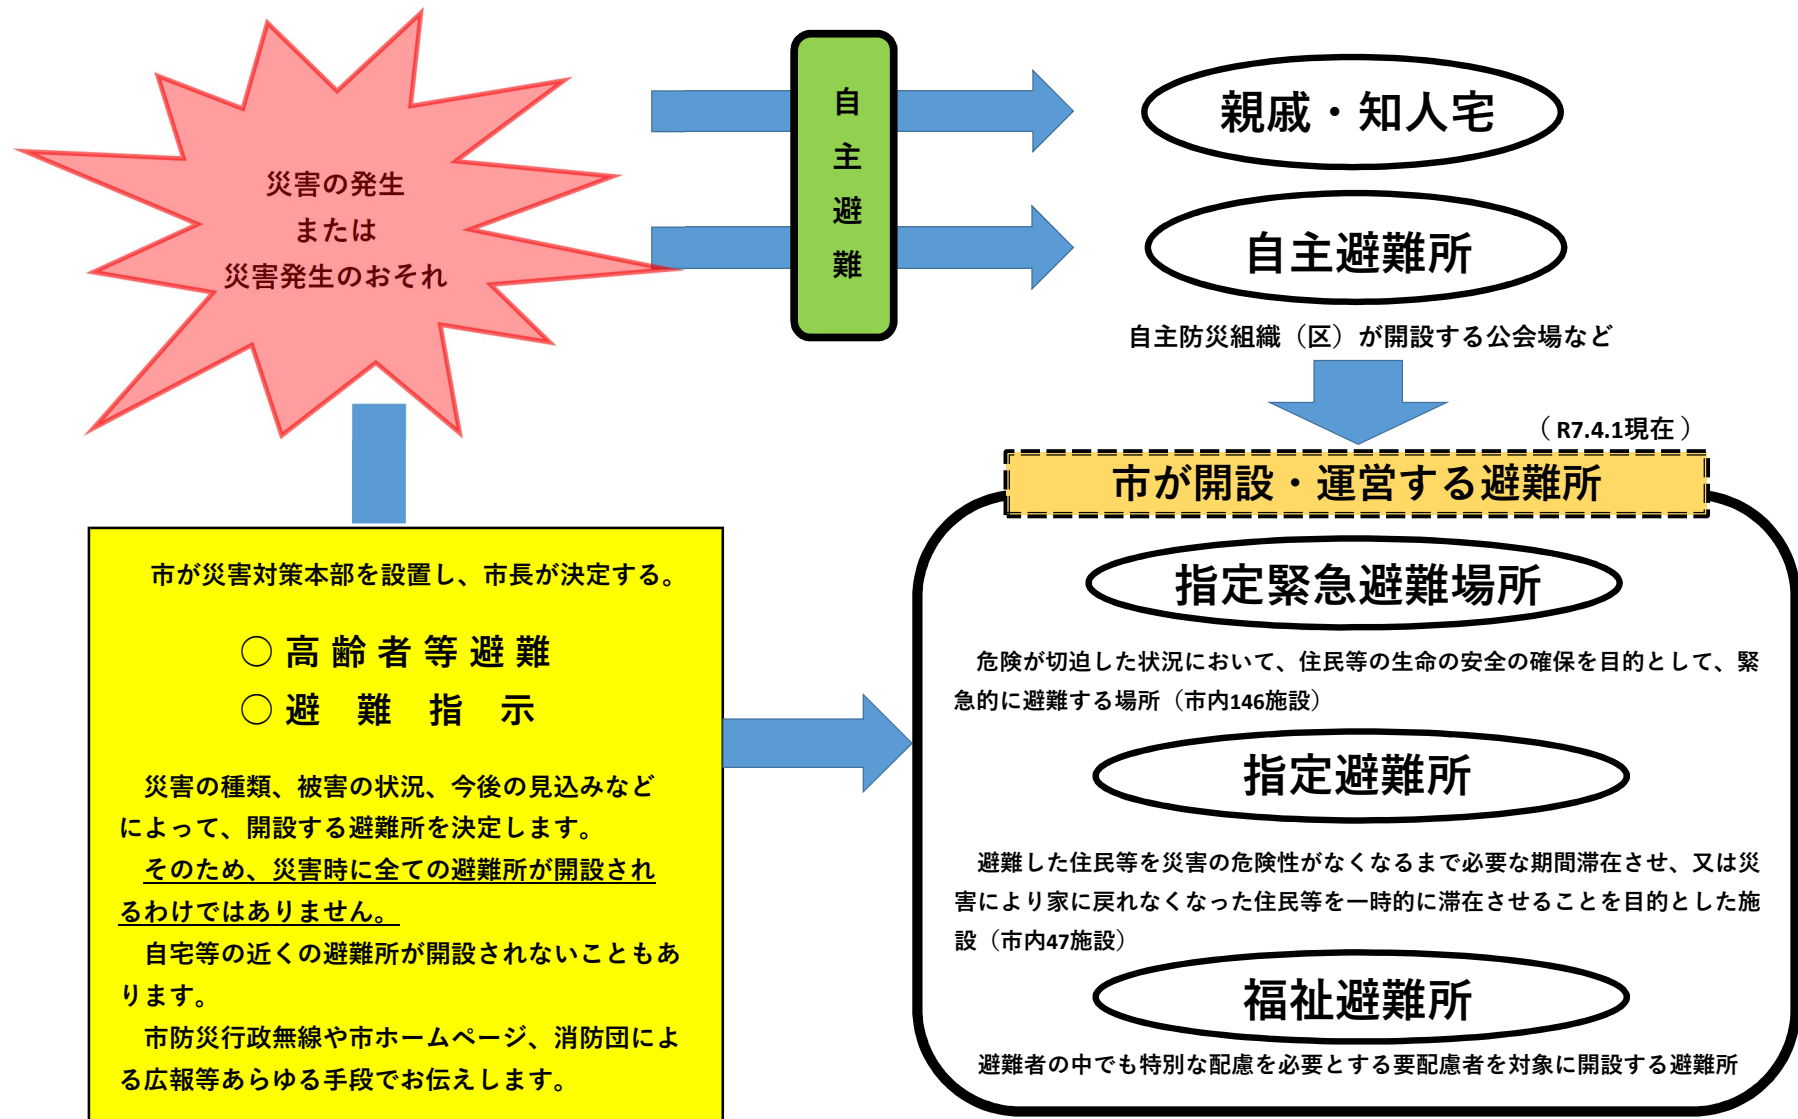 災害の発生
または
災害発生のおそれ
自主避難
親戚・知人宅
自主避難所
自主防災組織（区）が開設する公会場など
（ R7.4.1現在 ）
市が開設・運営する避難所
指定緊急避難場所
危険が切迫した状況において、住民等の生命の安全の確保を目的として、緊
急的に避難する場所（市内146施設）
指定避難所
避難した住民等を災害の危険性がなくなるまで必要な期間滞在させ、又は災
害により家に戻れなくなった住民等を一時的に滞在させることを目的とした施
設（市内47施設）
福祉避難所
避難者の中でも特別な配慮を必要とする要配慮者を対象に開設する避難所
市が災害対策本部を設置し、市長が決定する。
○ 高 齢 者 等 避 難
○ 避　難　指　示
災害の種類、被害の状況、今後の見込みなど
によって、開設する避難所を決定します。
そのため、災害時に全ての避難所が開設され
るわけではありません。
自宅等の近くの避難所が開設されないこともあ
ります。
市防災行政無線や市ホームページ、消防団によ
る広報等あらゆる手段でお伝えします。